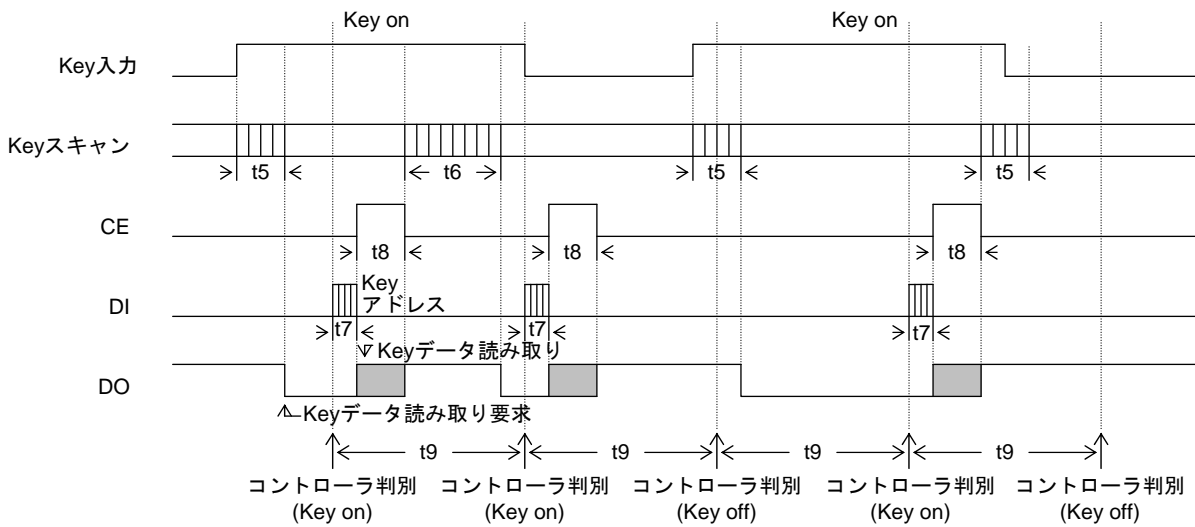 Key on Key on
Key入力
Keyスキャン
t5 t6 t5 t5
CE
t8 t8 t8
DI
Key
アドレス
t7 t7 t7
Keyデータ読み取り
DO
Keyデータ読み取り要求
t9 t9 t9 t9
コントローラ判別 コントローラ判別 コントローラ判別 コントローラ判別 コントローラ判別
(Key on) (Key on) (Key off) (Key on) (Key off)